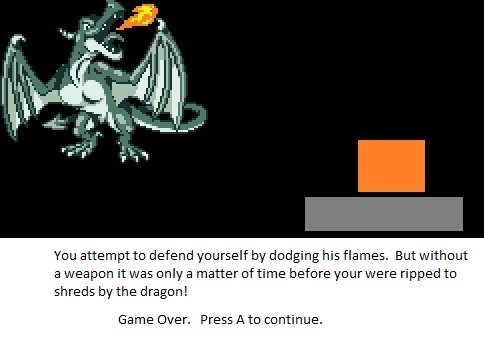 You attempt to defend yourself by dodging his flames.  But without
a weapon it was only a matter of time before your were ripped to
shreds by the dragon!
Game Over.   Press A to continue.